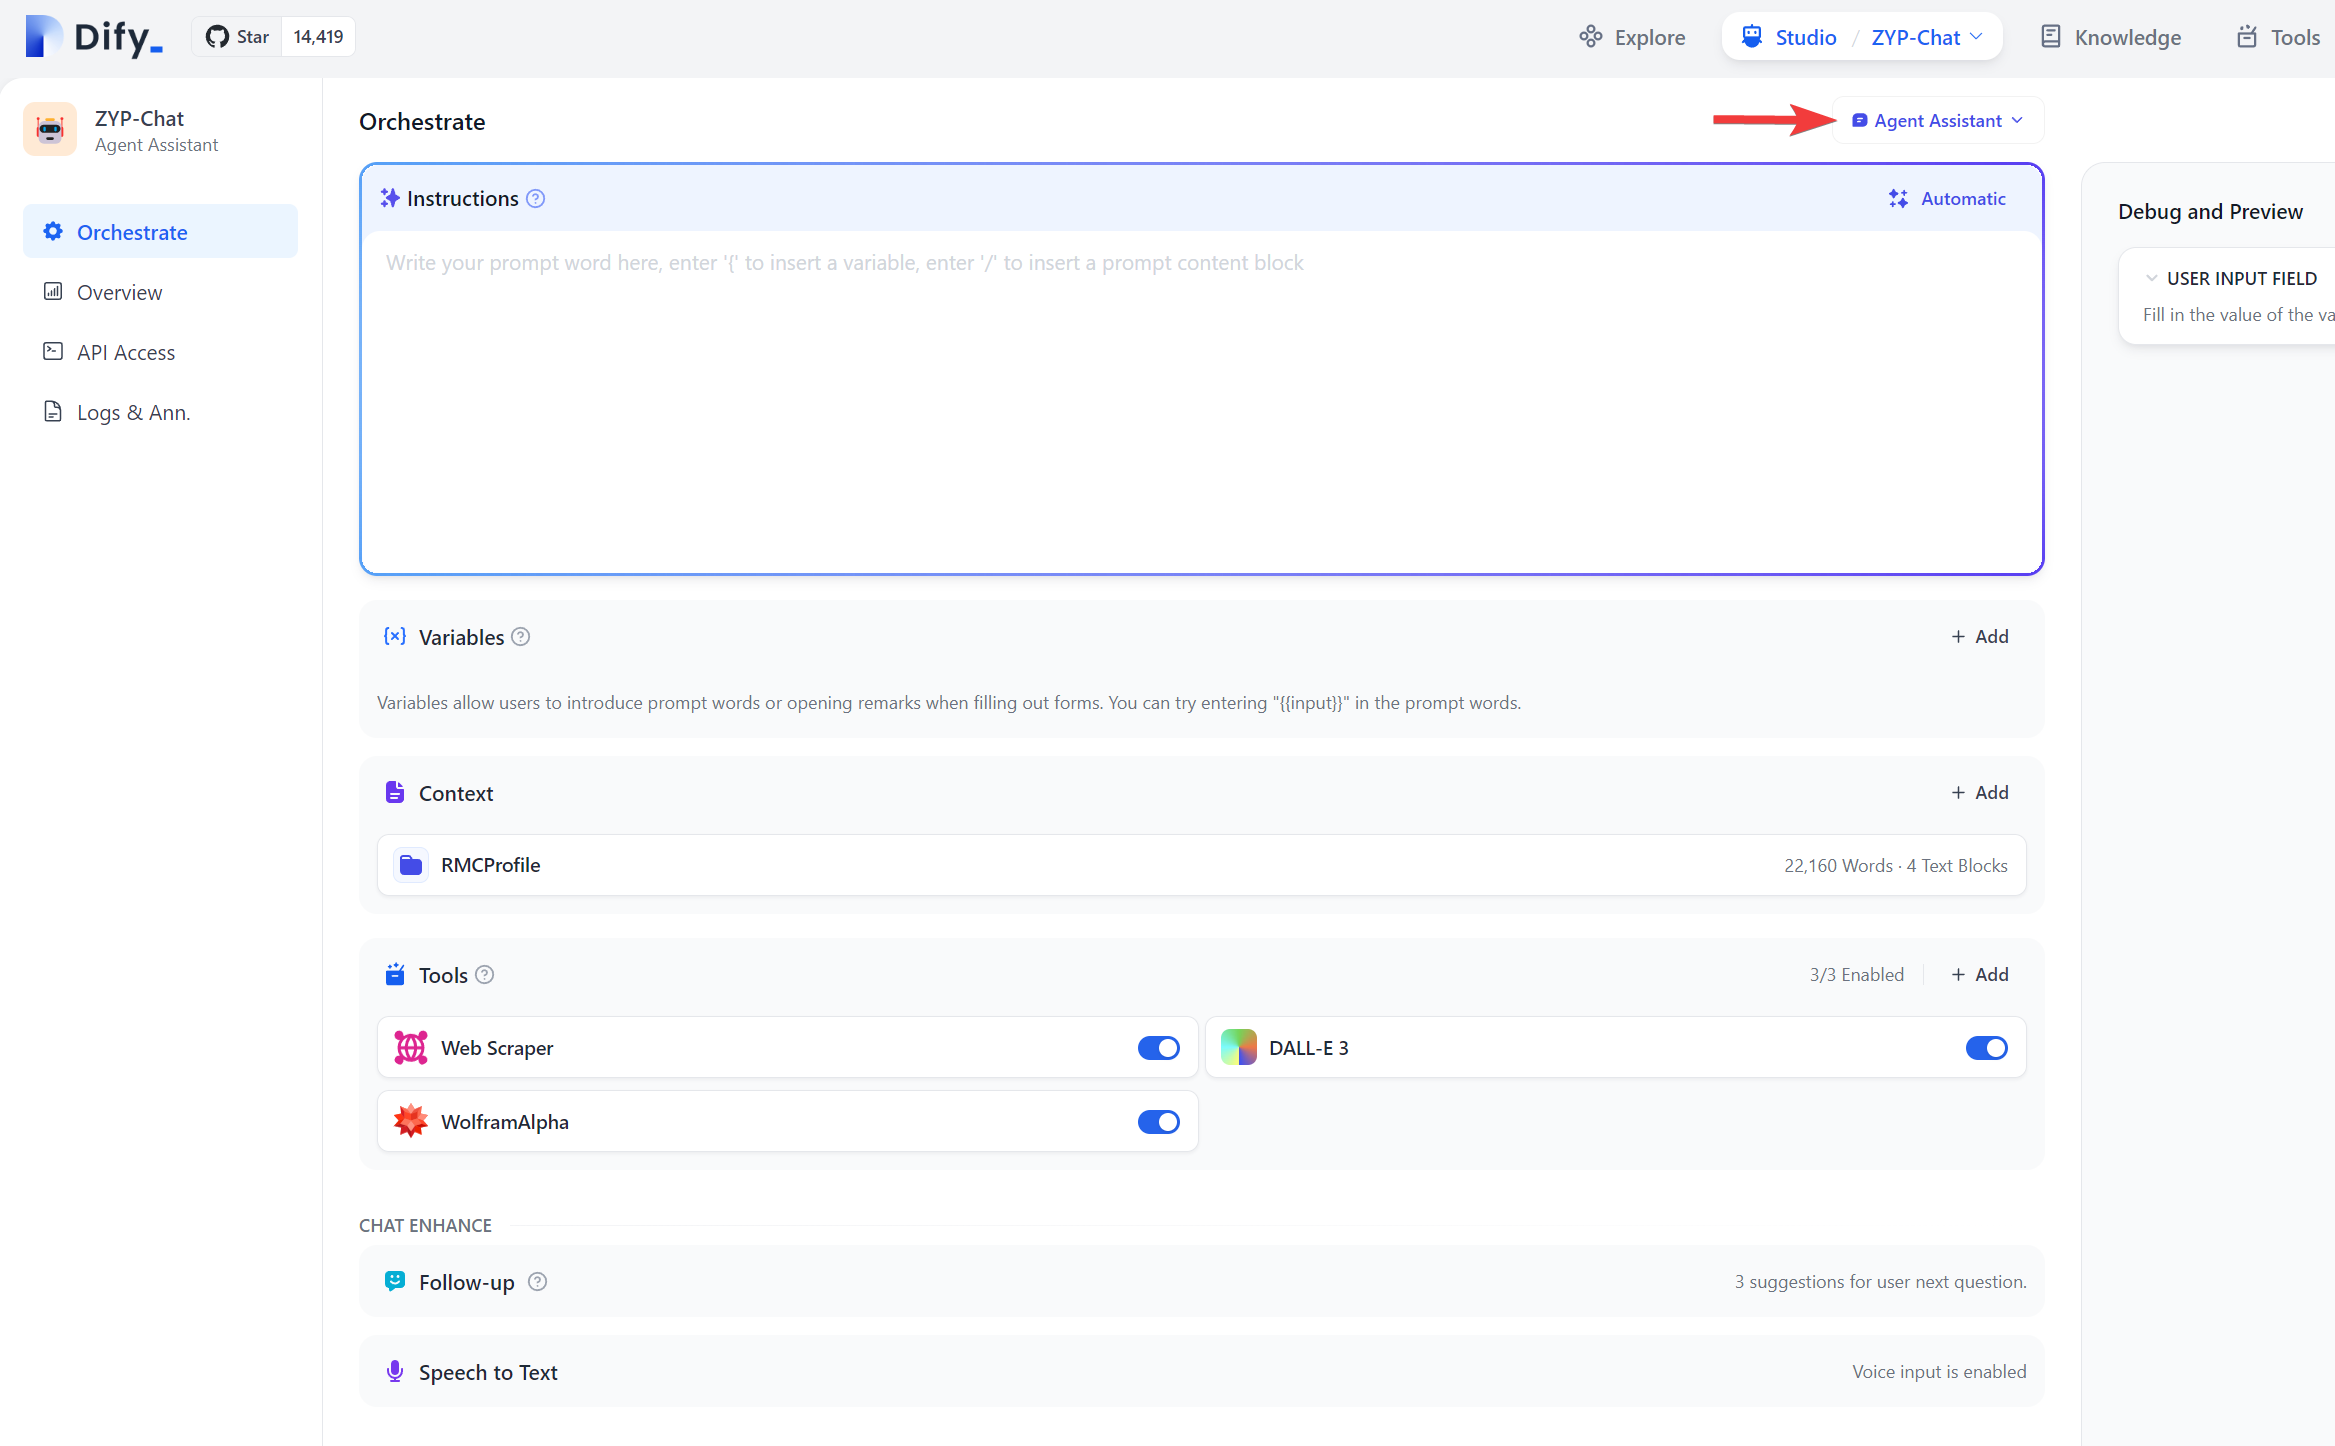 Dify_
Star 14,419
Explore
Studio / ZYP-Chat
Knowledge
Tools
ZYP-Chat
Agent Assistant
Orchestrate
Overview
API Access
Logs & Ann.
Orchestrate
Agent Assistant
Instructions
Automatic
Write your prompt word here, enter '{' to insert a variable, enter '/' to insert a prompt content block
Variables
+ Add
Variables allow users to introduce prompt words or opening remarks when filling out forms. You can try entering "{{input}}" in the prompt words.
Context
+ Add
RMCProfile
22,160 Words · 4 Text Blocks
Tools
3/3 Enabled
+ Add
Web Scraper
DALL-E 3
WolframAlpha
CHAT ENHANCE
Follow-up
3 suggestions for user next question.
Speech to Text
Voice input is enabled
Debug and Preview
USER INPUT FIELD
Fill in the value of the va